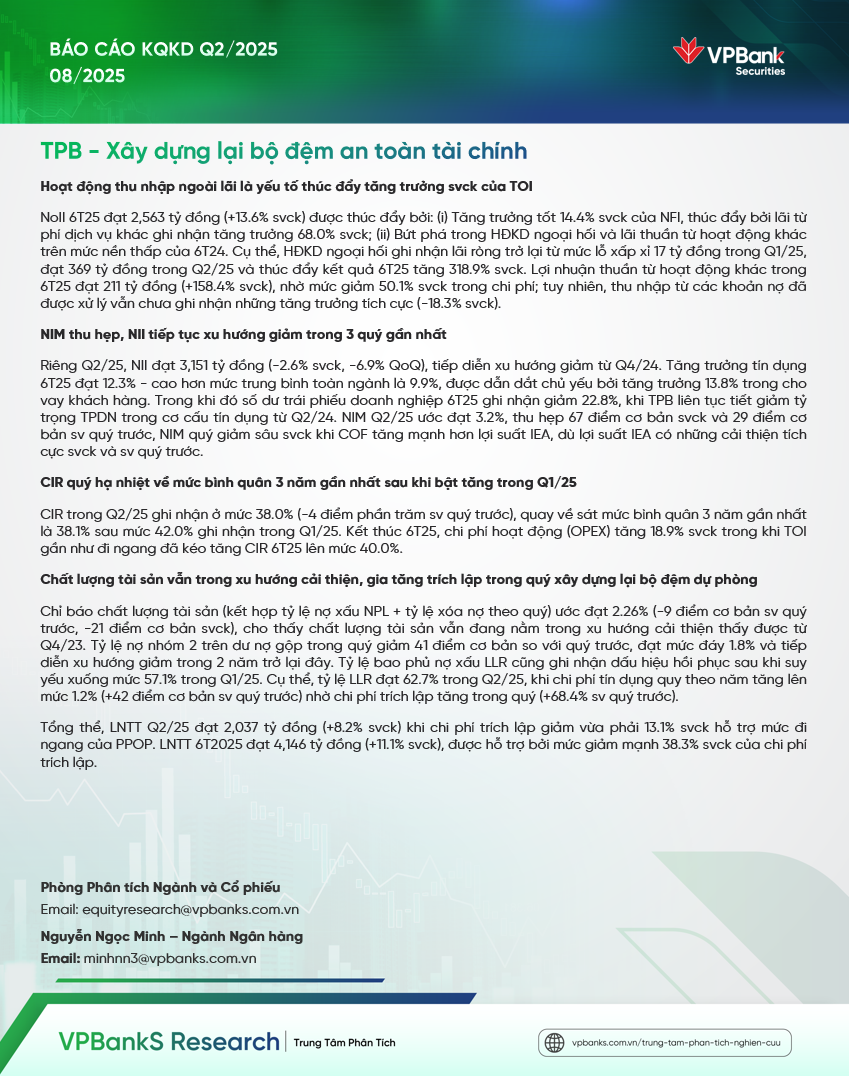 BÁO CÁO KQKD Q2/2025
08/2025
VPBank
Securities
TPB - Xây dựng lại bộ đệm an toàn tài chính
Hoạt động thu nhập ngoài lãi là yếu tố thúc đẩy tăng trưởng svck của TOI
NoII 6T25 đạt 2,563 tỷ đồng (+13.6% svck) được thúc đẩy bởi: (i) Tăng trưởng tốt 14.4% svck của NFI, thúc đẩy bởi lãi từ
phí dịch vụ khác ghi nhận tăng trưởng 68.0% svck; (ii) Bứt phá trong HĐKD ngoại hối và lãi thuần từ hoạt động khác
trên mức nền thấp của 6T24. Cụ thể, HĐKD ngoại hối ghi nhận lãi ròng trở lại từ mức lỗ xấp xỉ 17 tỷ đồng trong Q1/25,
đạt 369 tỷ đồng trong Q2/25 và thúc đẩy kết quả 6T25 tăng 318.9% svck. Lợi nhuận thuần từ hoạt động khác trong
6T25 đạt 211 tỷ đồng (+158.4% svck), nhờ mức giảm 50.1% svck trong chi phí; tuy nhiên, thu nhập từ các khoản nợ đã
được xử lý vẫn chưa ghi nhận những tăng trưởng tích cực (-18.3% svck).
NIM thu hẹp, NII tiếp tục xu hướng giảm trong 3 quý gần nhất
Riêng Q2/25, NII đạt 3,151 tỷ đồng (-2.6% svck, -6.9% QoQ), tiếp diễn xu hướng giảm từ Q4/24. Tăng trưởng tín dụng
6T25 đạt 12.3% - cao hơn mức trung bình toàn ngành là 9.9%, được dẫn dắt chủ yếu bởi tăng trưởng 13.8% trong cho
vay khách hàng. Trong khi đó số dư trái phiếu doanh nghiệp 6T25 ghi nhận giảm 22.8%, khi TPB liên tục tiết giảm tỷ
trọng TPDN trong cơ cấu tín dụng từ Q2/24. NIM Q2/25 ước đạt 3.2%, thu hẹp 67 điểm cơ bản svck và 29 điểm cơ
bản sv quý trước, NIM quý giảm sâu svck khi COF tăng mạnh hơn lợi suất IEA, dù lợi suất IEA có những cải thiện tích
cực svck và sv quý trước.
CIR quý hạ nhiệt về mức bình quân 3 năm gần nhất sau khi bật tăng trong Q1/25
CIR trong Q2/25 ghi nhận ở mức 38.0% (-4 điểm phần trăm sv quý trước), quay về sát mức bình quân 3 năm gần nhất
là 38.1% sau mức 42.0% ghi nhận trong Q1/25. Kết thúc 6T25, chi phí hoạt động (OPEX) tăng 18.9% svck trong khi TOI
gần như đi ngang đã kéo tăng CIR 6T25 lên mức 40.0%.
Chất lượng tài sản vẫn trong xu hướng cải thiện, gia tăng trích lập trong quý xây dựng lại bộ đệm dự phòng
Chỉ báo chất lượng tài sản (kết hợp tỷ lệ nợ xấu NPL + tỷ lệ xóa nợ theo quý) ước đạt 2.26% (-9 điểm cơ bản sv quý
trước, -21 điểm cơ bản svck), cho thấy chất lượng tài sản vẫn đang nằm trong xu hướng cải thiện thấy được từ
Q4/23. Tỷ lệ nợ nhóm 2 trên dư nợ gộp trong quý giảm 41 điểm cơ bản so với quý trước, đạt mức đáy 1.8% và tiếp
diễn xu hướng giảm trong 2 năm trở lại đây. Tỷ lệ bao phủ nợ xấu LLR cũng ghi nhận dấu hiệu hồi phục sau khi suy
yếu xuống mức 57.1% trong Q1/25. Cụ thể, tỷ lệ LLR đạt 62.7% trong Q2/25, khi chi phí tín dụng quy theo năm tăng lên
mức 1.2% (+42 điểm cơ bản sv quý trước) nhờ chi phí trích lập tăng trong quý (+68.4% sv quý trước).
Tổng thể, LNTT Q2/25 đạt 2,037 tỷ đồng (+8.2% svck) khi chi phí trích lập giảm vừa phải 13.1% svck hỗ trợ mức đi
ngang của PPOP. LNTT 6T2025 đạt 4,146 tỷ đồng (+11.1% svck), được hỗ trợ bởi mức giảm mạnh 38.3% svck của chi phí
trích lập.
Phòng Phân tích Ngành và Cổ phiếu
Email: equityresearch@vpbanks.com.vn
Nguyễn Ngọc Minh – Ngành Ngân hàng
Email: minhnn3@vpbanks.com.vn
VPBankS Research | Trung Tâm Phân Tích
vpbanks.com.vn/trung-tam-phan-tich-nghien-cuu